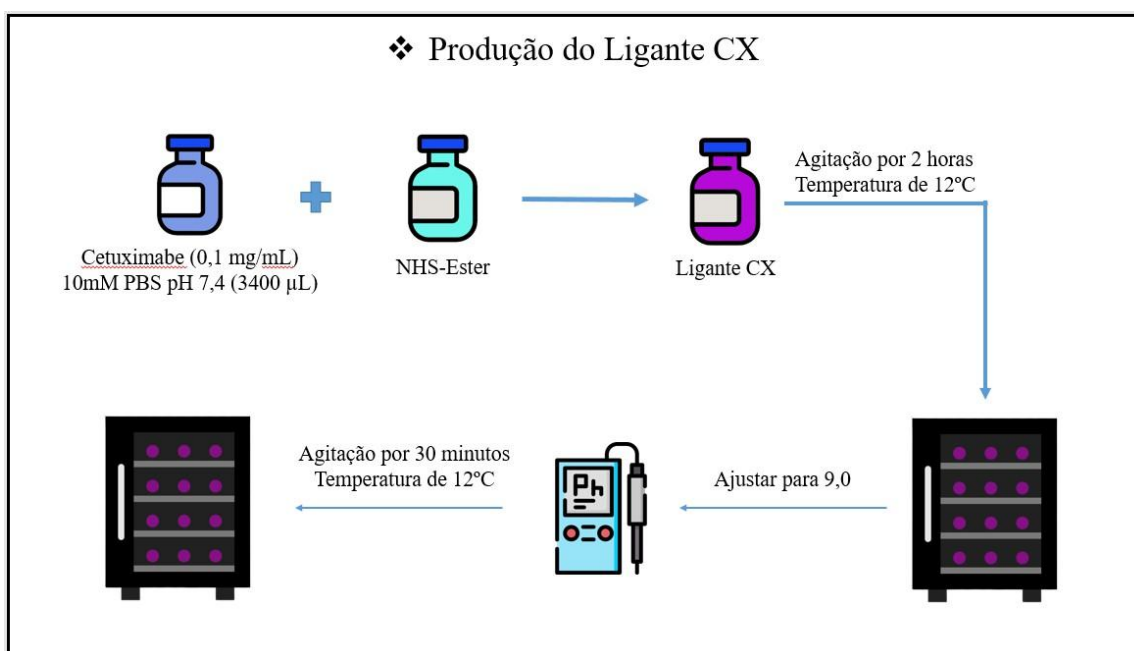 ❖ Produção do Ligante CX
Cetuximabe (0,1 mg/mL)
10mM PBS pH 7,4 (3400 µL)
NHS-Ester
Ligante CX
Agitação por 2 horas
Temperatura de 12ºC
Agitação por 30 minutos
Temperatura de 12ºC
Ph
Ajustar para 9,0